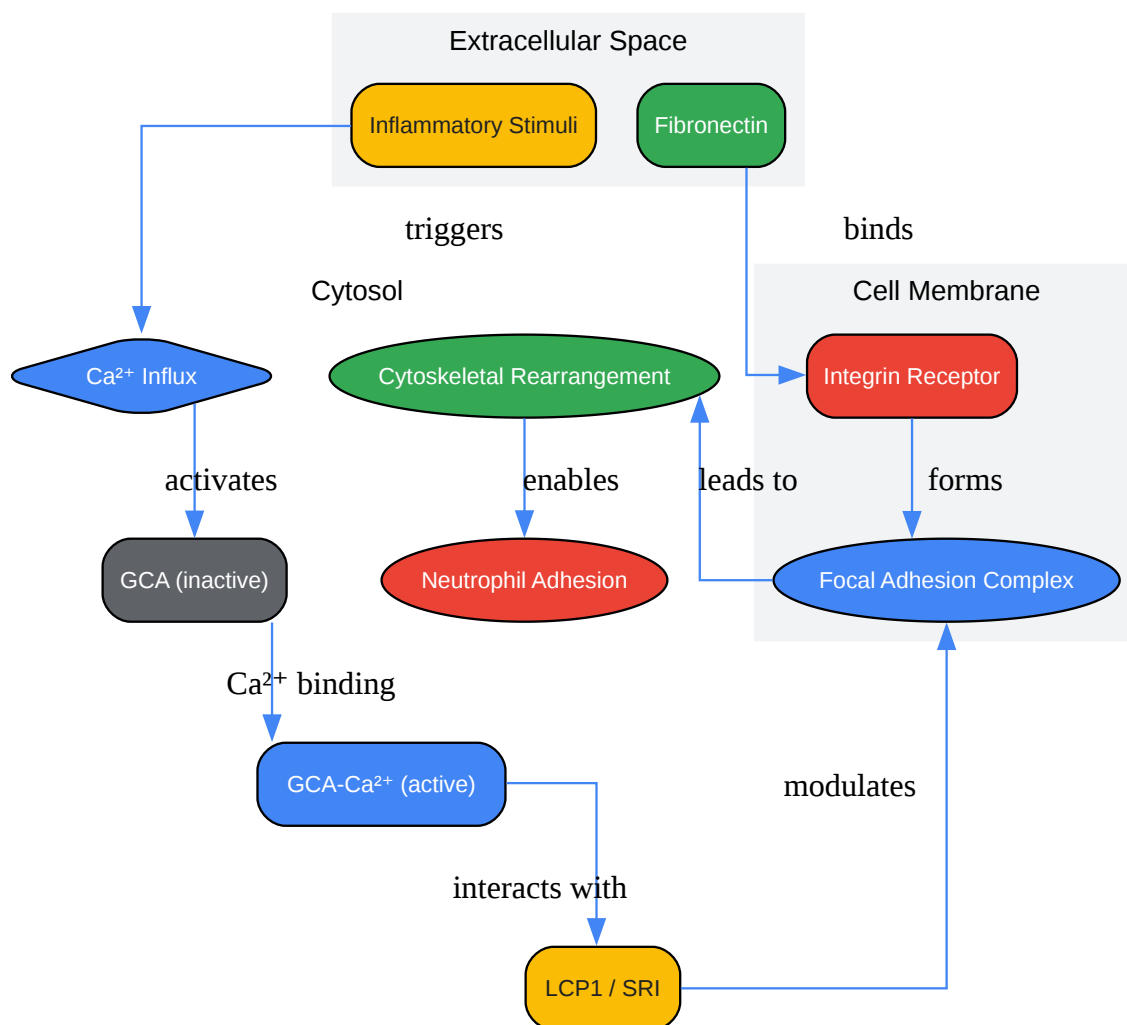 Extracellular Space
Inflammatory Stimuli
Fibronectin
triggers
binds
Cytosol
Cell Membrane
Ca²⁺ Influx
Cytoskeletal Rearrangement
Integrin Receptor
activates
enables
leads to
forms
GCA (inactive)
Neutrophil Adhesion
Focal Adhesion Complex
Ca²⁺ binding
GCA-Ca²⁺ (active)
modulates
interacts with
LCP1 / SRI